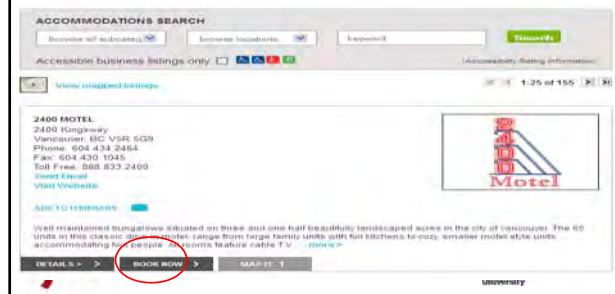 ACCOMMODATIONS SEARCH
browse all subcateg browse locations keyword Search
Accessible business listings only Accessibility Rating information
View mapped listings 1-25 of 155
2400 MOTEL
2400 Kingsway
Vancouver, BC V5R 5G9
Phone: 604.434.2464
Fax: 604.430.1045
Toll Free: 888.833.2400
Send Email
Visit Website
2400
Motel
ADD TO ITINERARY
Well maintained bungalows situated on three and one half beautifully landscaped acres in the city of Vancouver. The 65
units in this classic drive in motel, range from large family units with full kitchens to cozy, smaller motel style units
accommodating two people. All rooms feature cable T.V. ...more >
DETAILS > > BOOK NOW > MAP IT
university